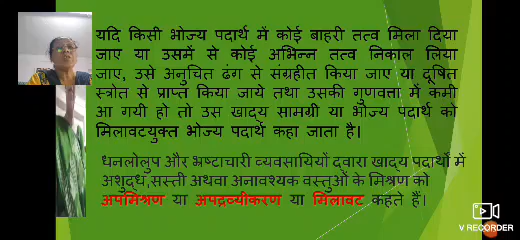 यदि किसी भोज्य पदार्थ में कोई बाहरी तत्व मिला दिया
जाए या उसमें से कोई अभिन्न तत्व निकाल लिया
जाए, उसे अनुचित ढंग से संग्रहीत किया जाए या दूषित
स्त्रोत से प्राप्त किया जाये तथा उसकी गुणवत्ता में कमी
आ गयी हो तो उस खाद्य सामग्री या भोज्य पदार्थ को
मिलावटयुक्त भोज्य पदार्थ कहा जाता है।
धनलोलुप और भ्रष्टाचारी व्यवसायियों द्वारा खाद्य पदार्थों में
अशुद्ध,सस्ती अथवा अनावश्यक वस्तुओं के मिश्रण को
अपमिश्रण या अपद्रव्यीकरण या मिलावट कहते हैं।
V RECORDER